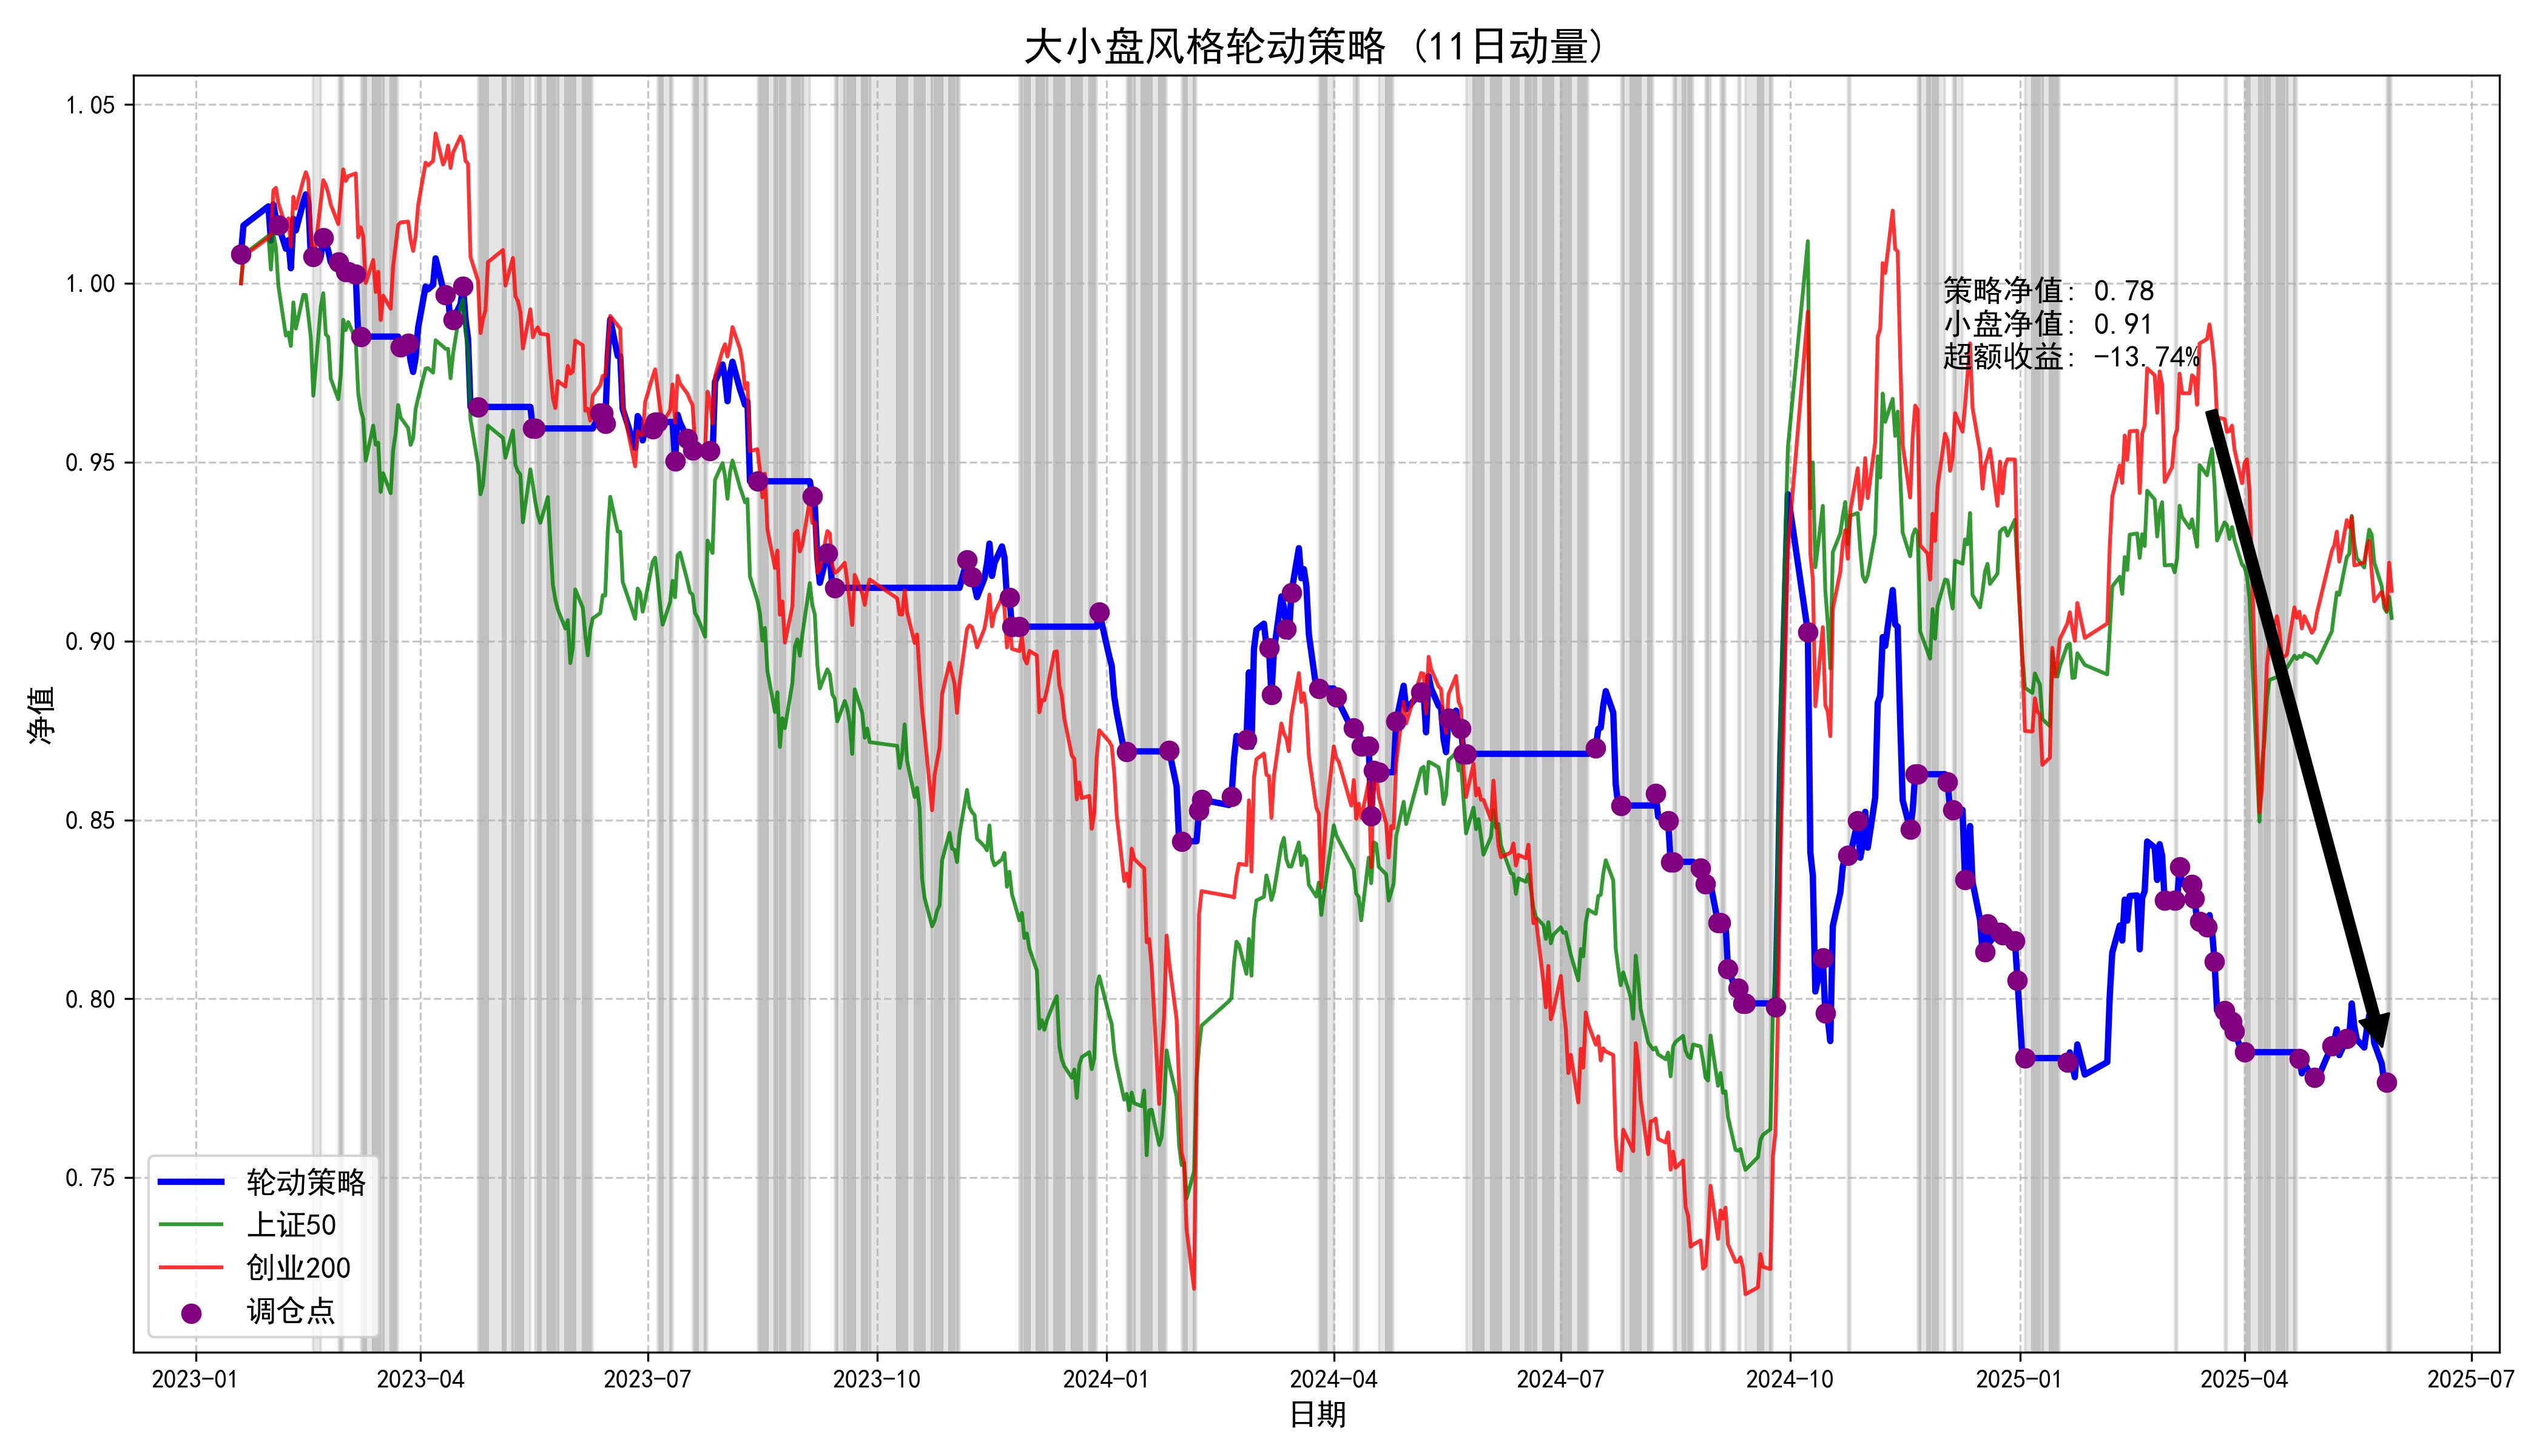 大小盘风格轮动策略 (11日动量)
1.05
1.00
0.95
0.90
0.85
0.80
0.75
净值
策略净值: 0.78
小盘净值: 0.91
超额收益: -13.74%
轮动策略
上证50
创业200
调仓点
2023-01
2023-04
2023-07
2023-10
2024-01
2024-04
2024-07
2024-10
2025-01
2025-04
2025-07
日期